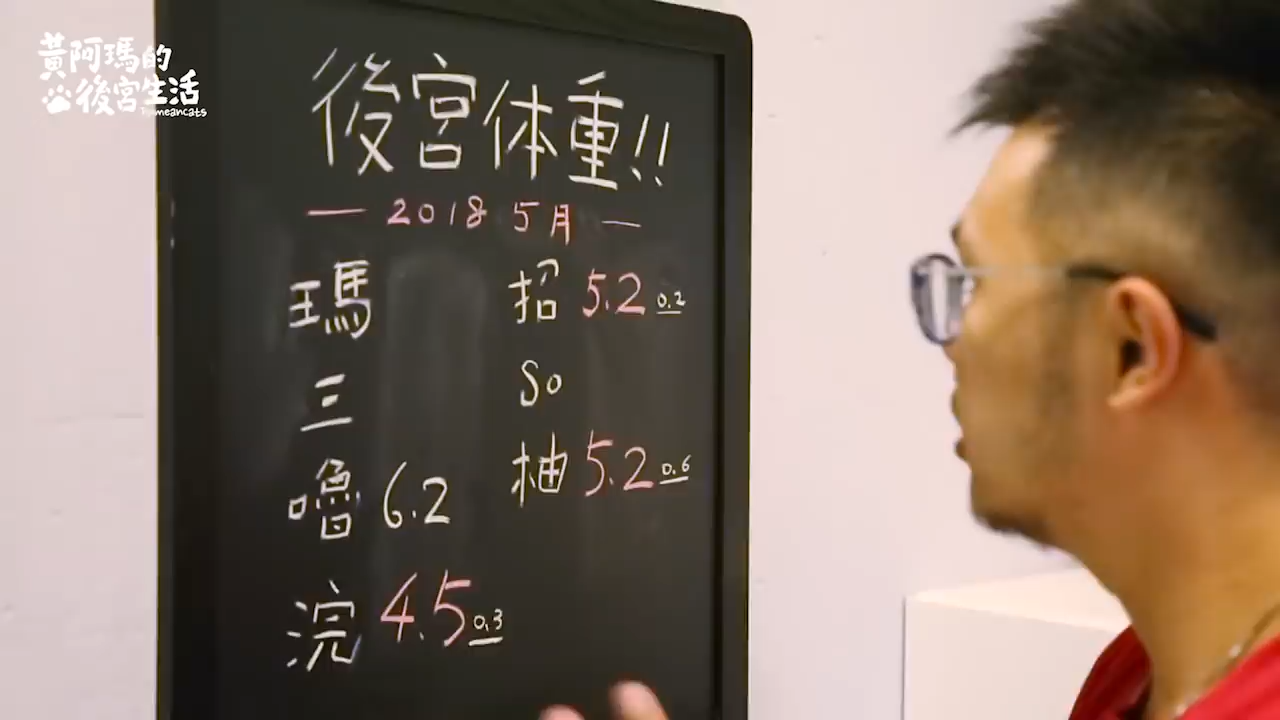 黃阿瑪的
後宮生活
fumeancats
後宮体重!!
— 2018 5月 —
瑪
三
嚕 6.2
浣 4.5 0.3
招 5.2 0.2
So
柚 5.2 0.6